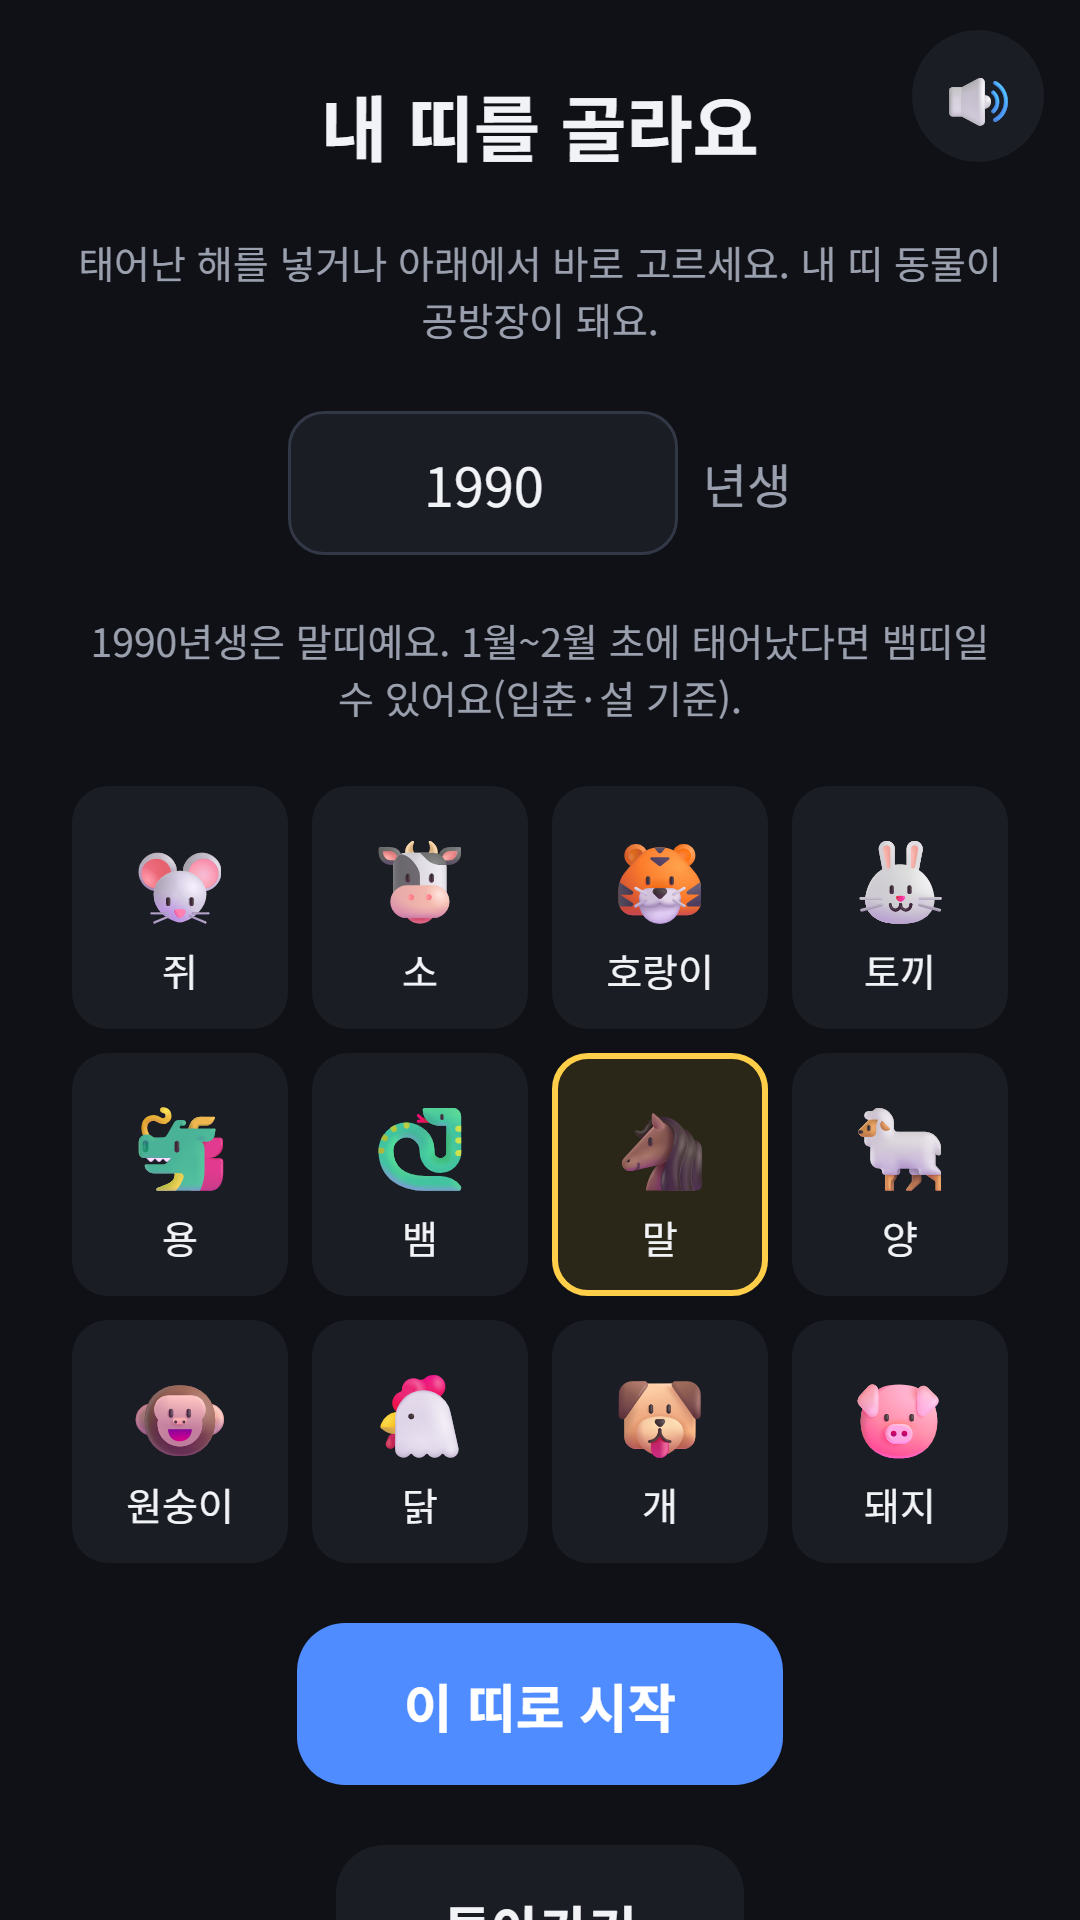 내 띠를 골라요
태어난 해를 넣거나 아래에서 바로 고르세요. 내 띠 동물이
공방장이 돼요.
1990 년생
1990년생은 말띠예요. 1월~2월 초에 태어났다면 뱀띠일
수 있어요(입춘·설 기준).
쥐 소 호랑이 토끼
용 뱀 말 양
원숭이 닭 개 돼지
이 띠로 시작